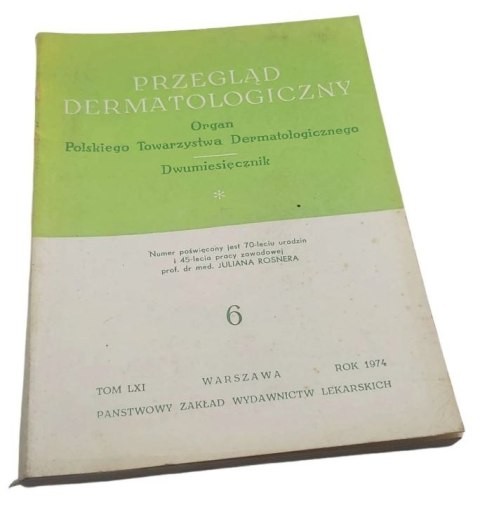 PRZEGLĄD
DERMATOLOGICZNY
Organ
Polskiego Towarzystwa Dermatologicznego
Dwumiesięcznik
*
Numer poświęcony jest 70-leciu urodzin
i 45-lecia pracy zawodowej
prof. dr med. JULIANA ROSNERA
6
TOM LXI WARSZAWA ROK 1974
PAŃSTWOWY ZAKŁAD WYDAWNICTW LEKARSKICH